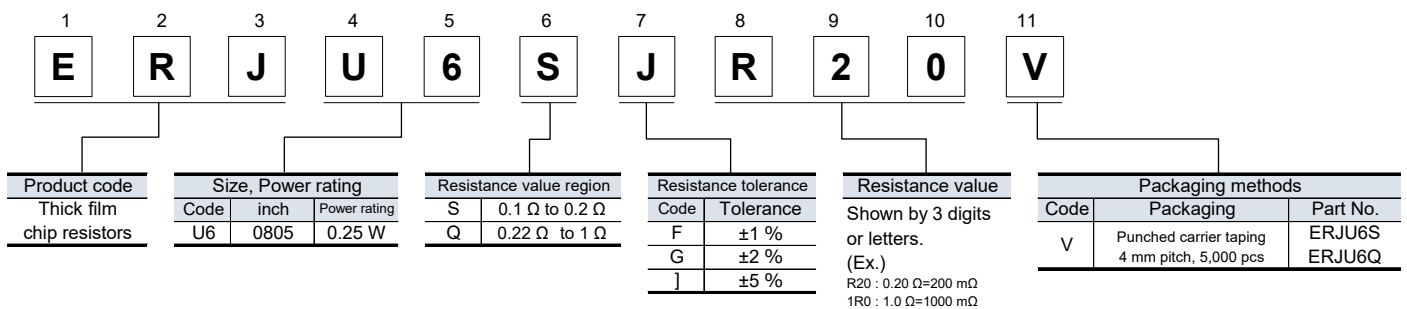 1 2 3 4 5 6 7 8 9 10 11
E R J U 6 S J R 2 0 V
Product code
Thick film
chip resistors
Size, Power rating
Code inch Power rating
U6 0805 0.25 W
Resistance value region
S 0.1 Ω to 0.2 Ω
Q 0.22 Ω to 1 Ω
Resistance tolerance
Code Tolerance
F ±1 %
G ±2 %
] ±5 %
Resistance value
Shown by 3 digits
or letters.
(Ex.)
R20 : 0.20 Ω=200 mΩ
1R0 : 1.0 Ω=1000 mΩ
Packaging methods
Code Packaging Part No.
V Punched carrier taping ERJU6S
4 mm pitch, 5,000 pcs ERJU6Q